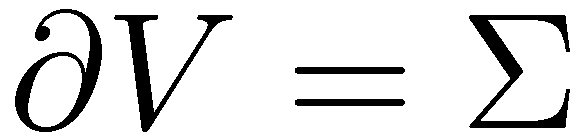 ∂V = Σ